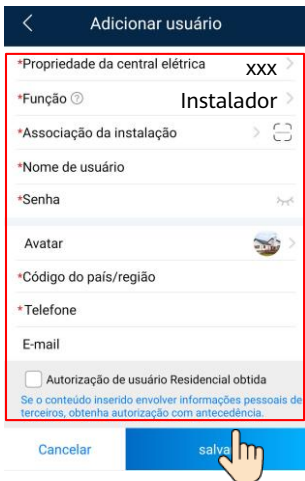 Adicionar usuário
*Propriedade da central elétrica xxx
*Função Instalador
*Associação da instalação
*Nome de usuário
*Senha
Avatar
*Código do país/região
*Telefone
E-mail
Autorização de usuário Residencial obtida
Se o conteúdo inserido envolver informações pessoais de
terceiros, obtenha autorização com antecedência.
Cancelar salva